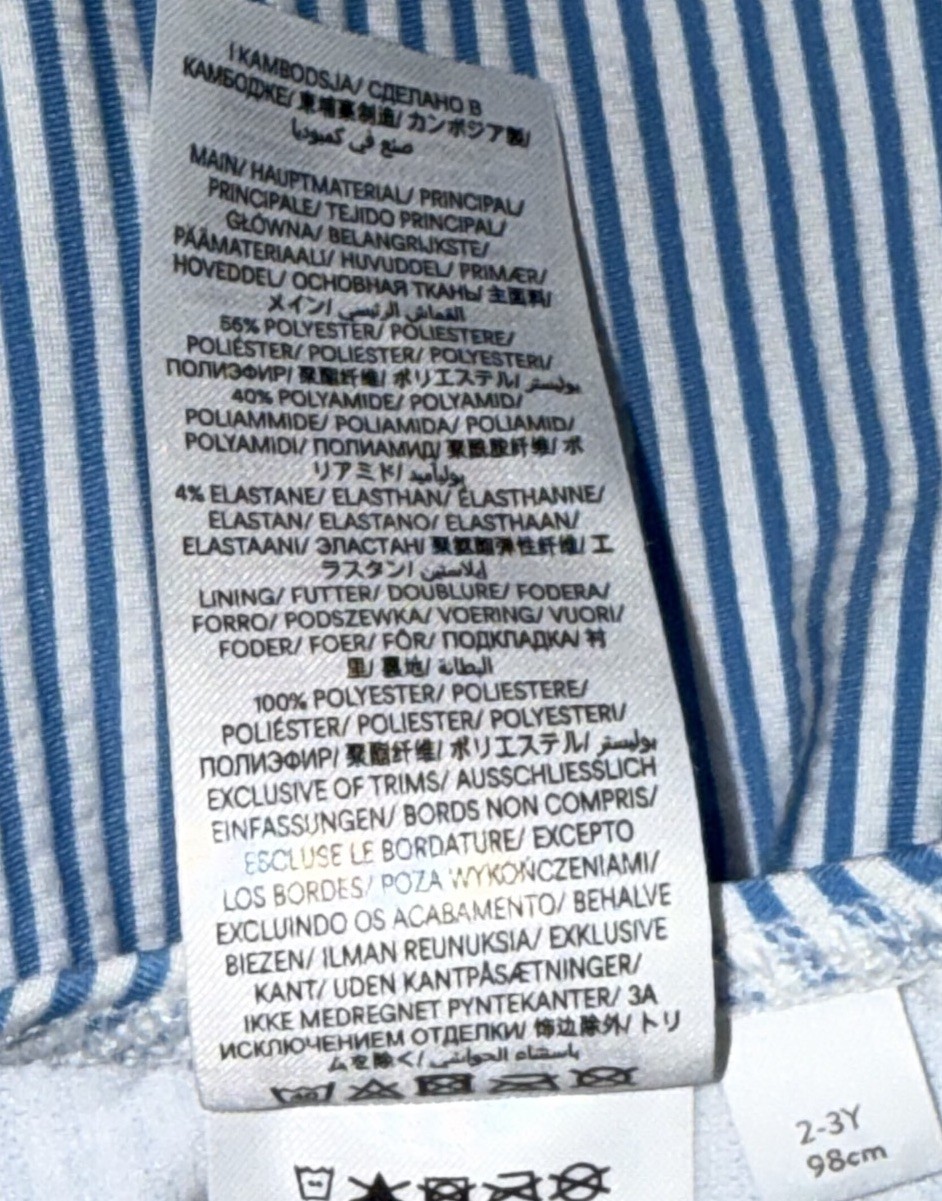 I KAMBODSJA/ СДЕЛАНО В
КАМБОДЖЕ/ 柬埔寨制造/ カンボジア製/
صنع في كمبوديا
MAIN/ HAUPTMATERIAL/ PRINCIPAL/
PRINCIPALE/ TEJIDO PRINCIPAL/
GŁÓWNA/ BELANGRIJKSTE/
PÄÄMATERIAALI/ HUVUDDEL/ PRIMÆR/
HOVEDDEL/ ОСНОВНАЯ ТКАНЬ/ 主面料/
メイン/ القماش الرئيسي
56% POLYESTER/ POLIESTERE/
POLIÉSTER/ POLIESTER/ POLYESTERI/
ПОЛИЭФИР/ 聚酯纤维/ ポリエステル/ بوليستر
40% POLYAMIDE/ POLYAMID/
POLIAMMIDE/ POLIAMIDA/ POLIAMID/
POLYAMIDI/ ПОЛИАМИД/ 聚酰胺纤维/ ポ
リアミド/ بولياميد
4% ELASTANE/ ELASTHAN/ ÉLASTHANNE/
ELASTAN/ ELASTANO/ ELASTHAAN/
ELASTAANI/ ЭЛАСТАН/ 聚氨酯弹性纤维/ エ
ラスタン/ إيلاستين
LINING/ FUTTER/ DOUBLURE/ FODERA/
FORRO/ PODSZEWKA/ VOERING/ VUORI/
FODER/ FOER/ FÔR/ ПОДКЛАДКА/ 衬
里/ 裏地/ البطانة
100% POLYESTER/ POLIESTERE/
POLIÉSTER/ POLIESTER/ POLYESTERI/
ПОЛИЭФИР/ 聚酯纤维/ ポリエステル/ بوليستر
EXCLUSIVE OF TRIMS/ AUSSCHLIESSLICH
EINFASSUNGEN/ BORDS NON COMPRIS/
ESCLUSE LE BORDATURE/ EXCEPTO
LOS BORDES/ POZA WYKOŃCZENIAMI/
EXCLUINDO OS ACABAMENTO/ BEHALVE
BIEZEN/ ILMAN REUNUKSIA/ EXKLUSIVE
KANT/ UDEN KANTPÅSÆTNINGER/
IKKE MEDREGNET PYNTEKANTER/ ЗА
ИСКЛЮЧЕНИЕМ ОТДЕЛКИ/ 饰边除外/ トリ
ムを除く/ باستثناء الحواشي
40
2-3Y
98cm